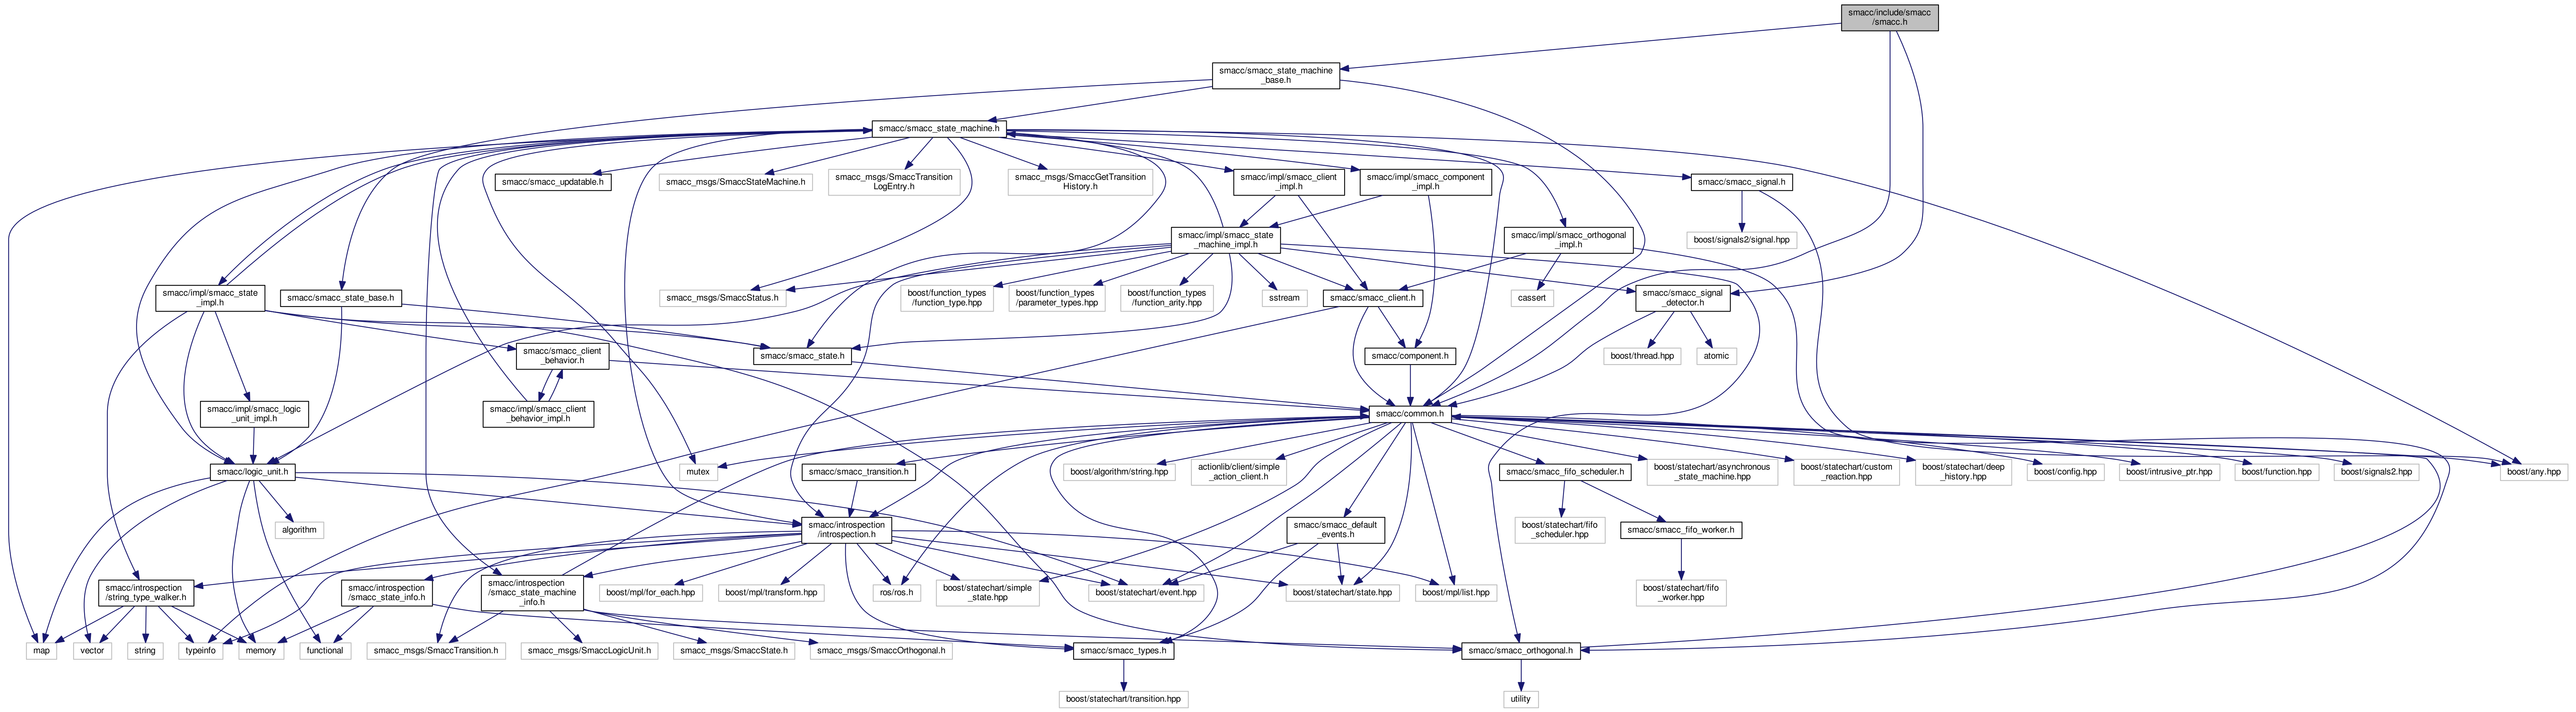 smacc/include/smacc
/smacc.h
smacc/smacc_state_machine
_base.h
smacc/smacc_state_machine.h
smacc/smacc_updatable.h
smacc_msgs/SmaccStateMachine.h
smacc_msgs/SmaccTransition
LogEntry.h
smacc_msgs/SmaccGetTransition
History.h
smacc/impl/smacc_client
_impl.h
smacc/impl/smacc_component
_impl.h
smacc/smacc_signal.h
smacc/impl/smacc_state
_machine_impl.h
smacc/impl/smacc_orthogonal
_impl.h
boost/signals2/signal.hpp
smacc/impl/smacc_state
_impl.h
smacc/smacc_state_base.h
smacc_msgs/SmaccStatus.h
boost/function_types
/function_type.hpp
boost/function_types
/parameter_types.hpp
boost/function_types
/function_arity.hpp
sstream
smacc/smacc_client.h
cassert
smacc/smacc_signal
_detector.h
smacc/smacc_client
_behavior.h
smacc/smacc_state.h
smacc/component.h
boost/thread.hpp
atomic
smacc/impl/smacc_logic
_unit_impl.h
smacc/impl/smacc_client
_behavior_impl.h
smacc/common.h
smacc/logic_unit.h
mutex
smacc/smacc_transition.h
boost/algorithm/string.hpp
actionlib/client/simple
_action_client.h
smacc/smacc_fifo_scheduler.h
boost/statechart/asynchronous
_state_machine.hpp
boost/statechart/custom
_reaction.hpp
boost/statechart/deep
_history.hpp
boost/config.hpp
boost/intrusive_ptr.hpp
boost/function.hpp
boost/signals2.hpp
boost/any.hpp
algorithm
smacc/introspection
/introspection.h
smacc/smacc_default
_events.h
boost/statechart/fifo
_scheduler.hpp
smacc/smacc_fifo_worker.h
smacc/introspection
/string_type_walker.h
smacc/introspection
/smacc_state_info.h
smacc/introspection
/smacc_state_machine
_info.h
boost/mpl/for_each.hpp
boost/mpl/transform.hpp
ros/ros.h
boost/statechart/simple
_state.hpp
boost/statechart/event.hpp
boost/statechart/state.hpp
boost/mpl/list.hpp
boost/statechart/fifo
_worker.hpp
map
vector
string
typeinfo
memory
functional
smacc_msgs/SmaccTransition.h
smacc_msgs/SmaccLogicUnit.h
smacc_msgs/SmaccState.h
smacc_msgs/SmaccOrthogonal.h
smacc/smacc_types.h
smacc/smacc_orthogonal.h
boost/statechart/transition.hpp
utility